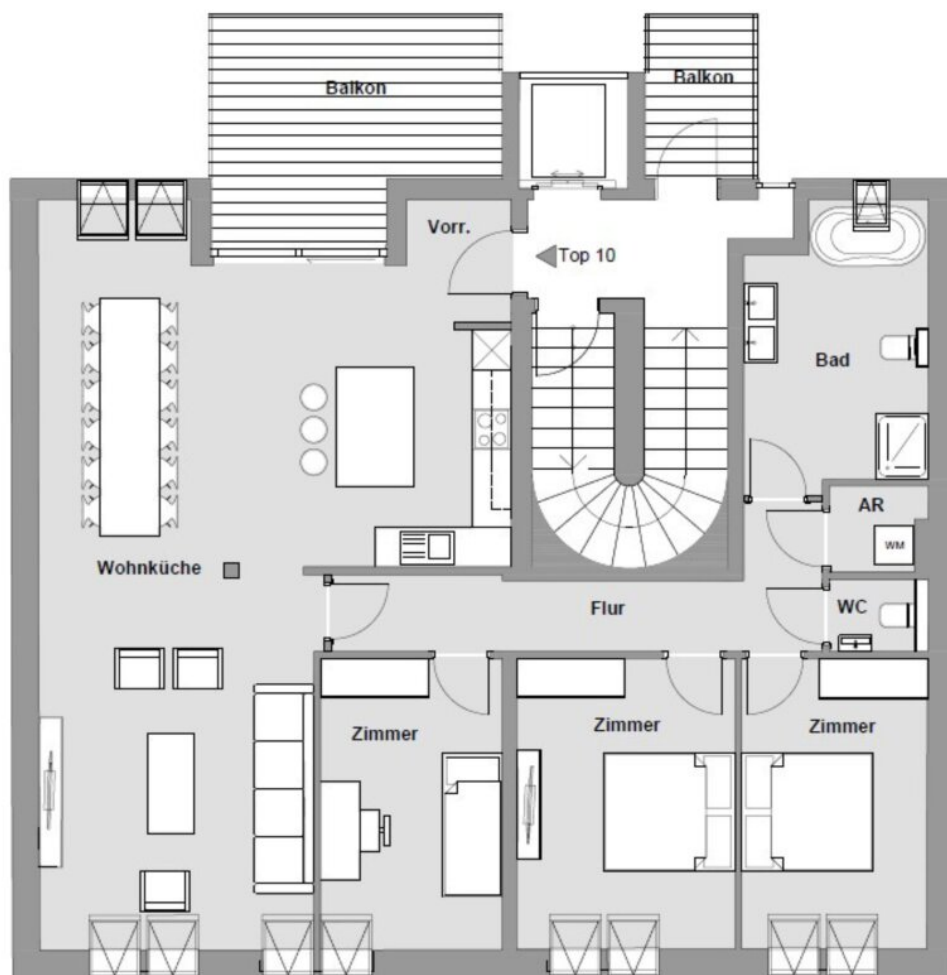 Balkon
Balkon
Vorr.
Top 10
Bad
AR
WM
Wohnküche
Flur
WC
Zimmer
Zimmer
Zimmer